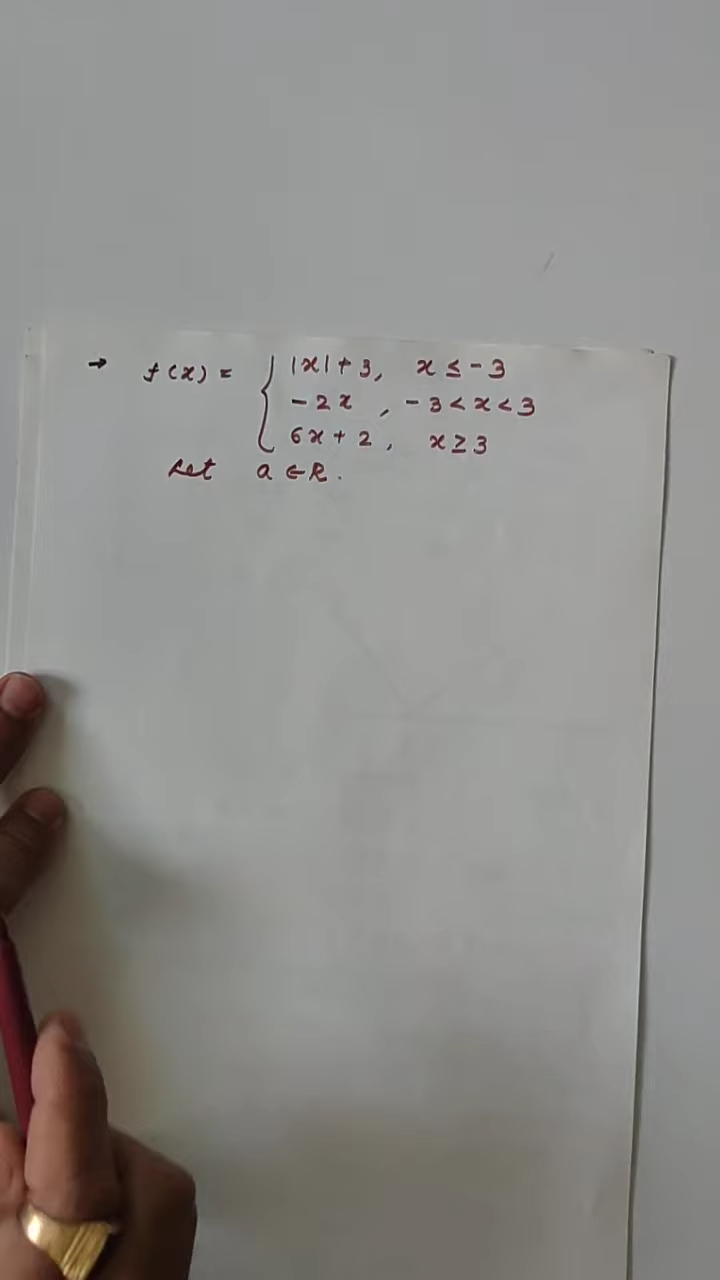 → f(x) = { |x| + 3, x ≤ -3
-2x , -3 < x < 3
6x + 2 , x ≥ 3
Let a ∈ R.